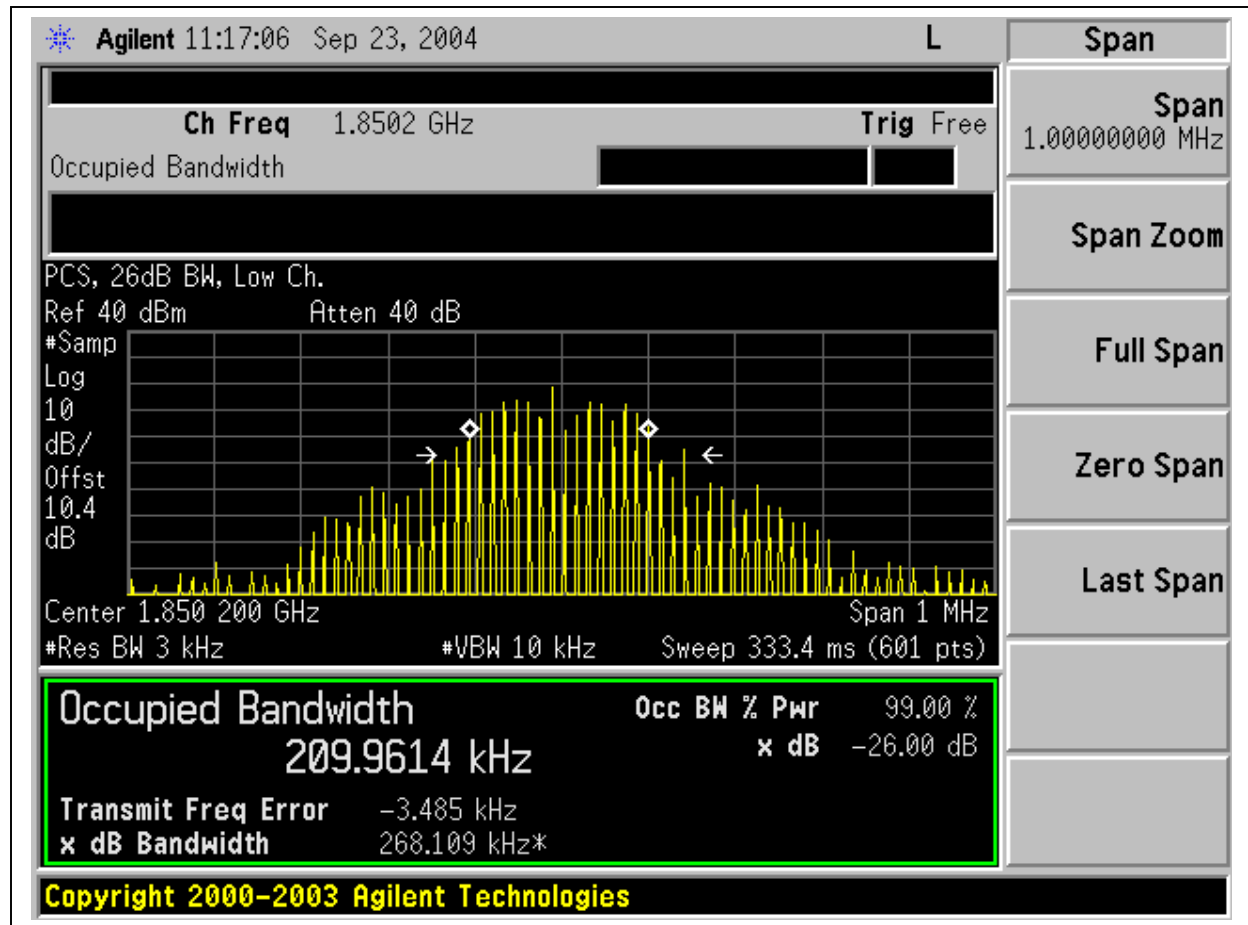 Agilent 11:17:06 Sep 23, 2004 L Span
Ch Freq 1.8502 GHz Trig Free
Occupied Bandwidth
Span
1.00000000 MHz
Span Zoom
Full Span
Zero Span
Last Span
PCS, 26dB BW, Low Ch.
Ref 40 dBm Atten 40 dB
#Samp
Log
10
dB/
Offst
10.4
dB
Center 1.850 200 GHz Span 1 MHz
#Res BW 3 kHz #VBW 10 kHz Sweep 333.4 ms (601 pts)
Occupied Bandwidth Occ BW % Pwr 99.00 %
209.9614 kHz x dB -26.00 dB
Transmit Freq Error -3.485 kHz
x dB Bandwidth 268.109 kHz*
Copyright 2000-2003 Agilent Technologies